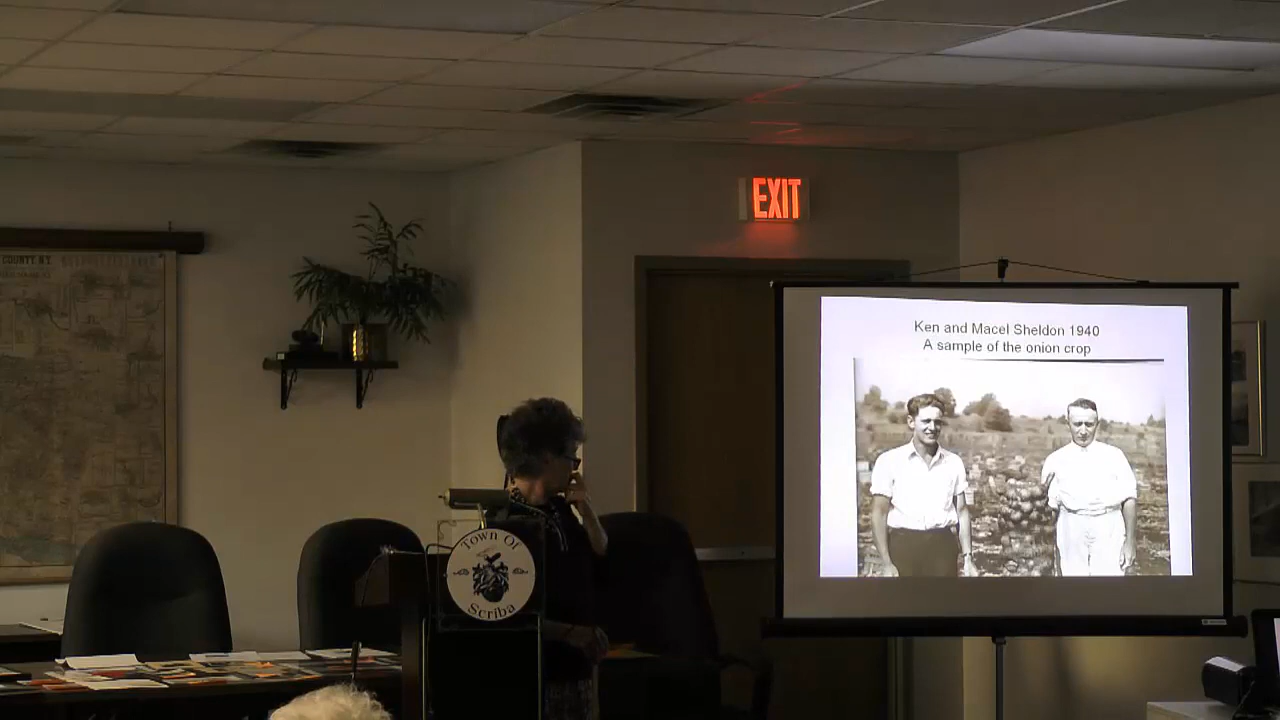 COUNTY, N.Y.
EXIT
Ken and Macel Sheldon 1940
A sample of the onion crop
Town Of
Scriba